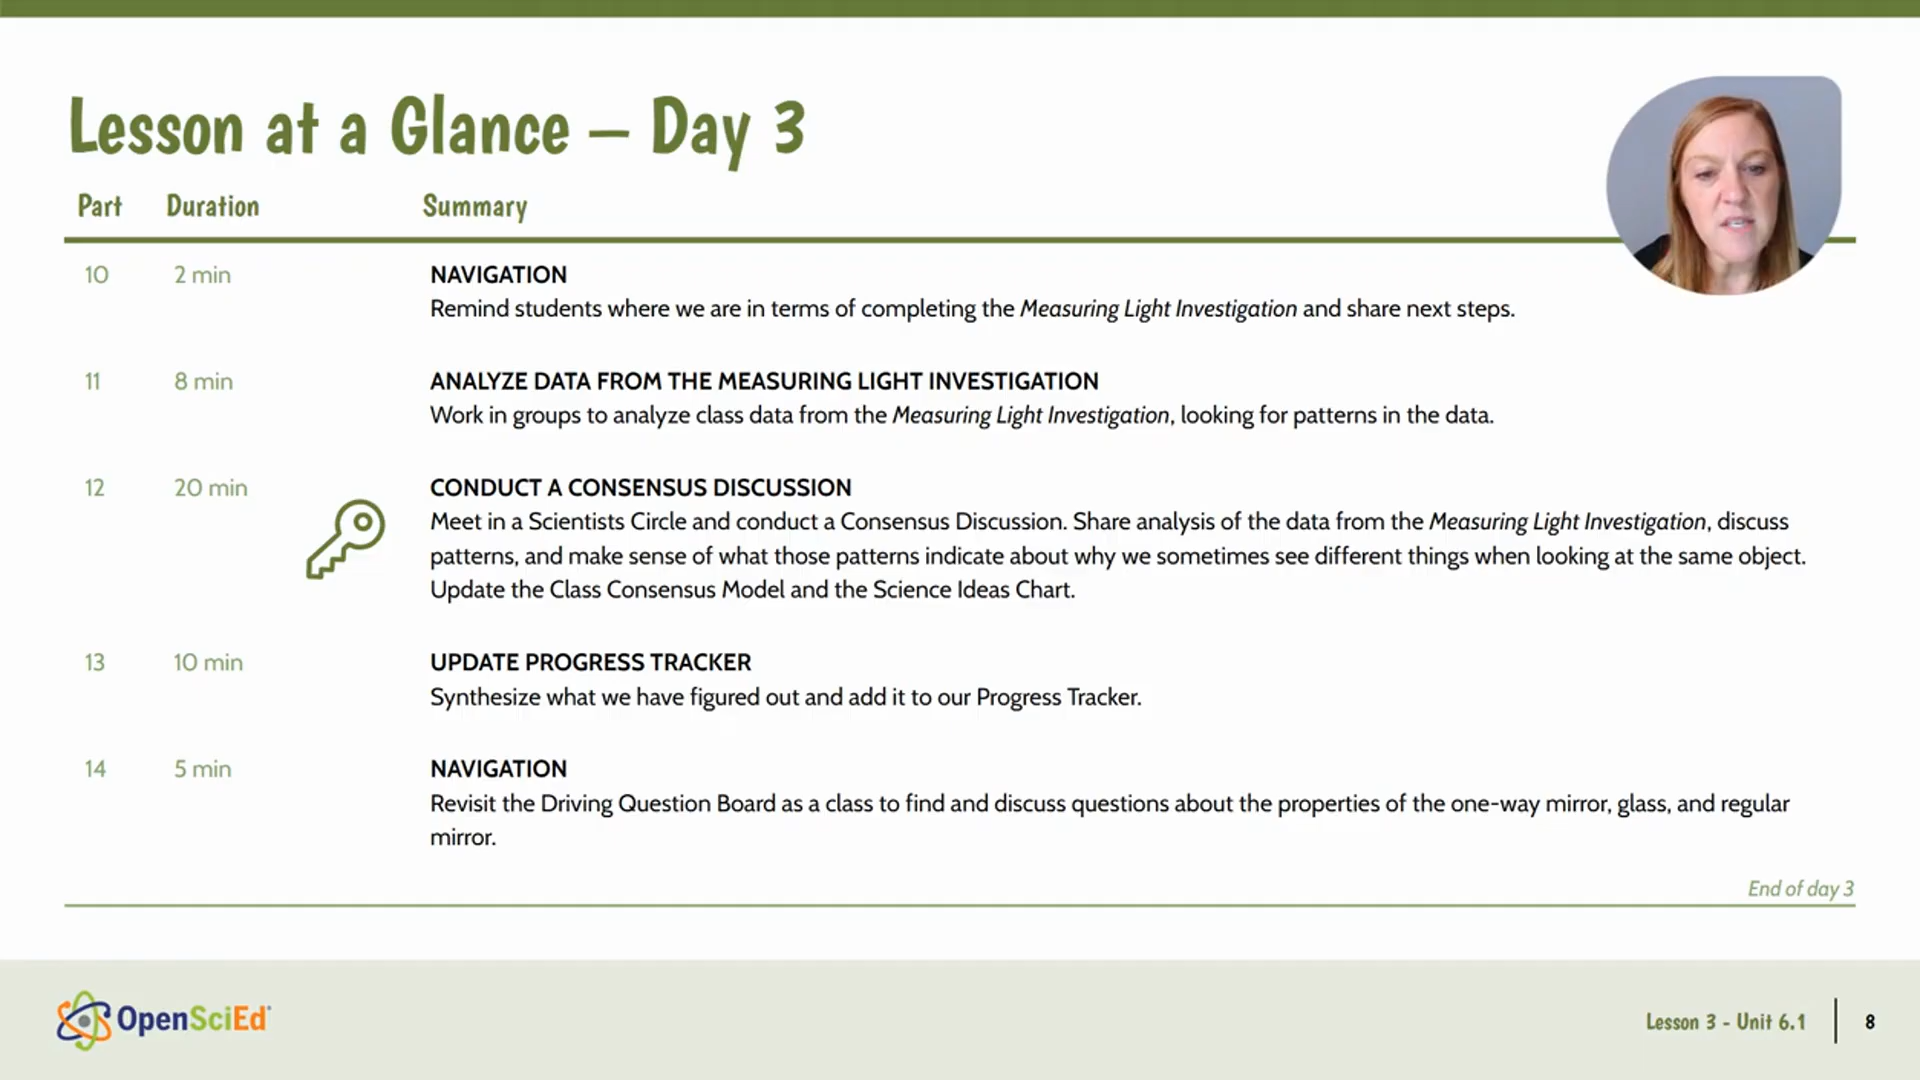 Lesson at a Glance – Day 3
Part Duration Summary
10 2 min NAVIGATION
Remind students where we are in terms of completing the Measuring Light Investigation and share next steps.
11 8 min ANALYZE DATA FROM THE MEASURING LIGHT INVESTIGATION
Work in groups to analyze class data from the Measuring Light Investigation, looking for patterns in the data.
12 20 min CONDUCT A CONSENSUS DISCUSSION
Meet in a Scientists Circle and conduct a Consensus Discussion. Share analysis of the data from the Measuring Light Investigation, discuss
patterns, and make sense of what those patterns indicate about why we sometimes see different things when looking at the same object.
Update the Class Consensus Model and the Science Ideas Chart.
13 10 min UPDATE PROGRESS TRACKER
Synthesize what we have figured out and add it to our Progress Tracker.
14 5 min NAVIGATION
Revisit the Driving Question Board as a class to find and discuss questions about the properties of the one-way mirror, glass, and regular
mirror.
End of day 3
OpenSciEd®
Lesson 3 - Unit 6.1 8